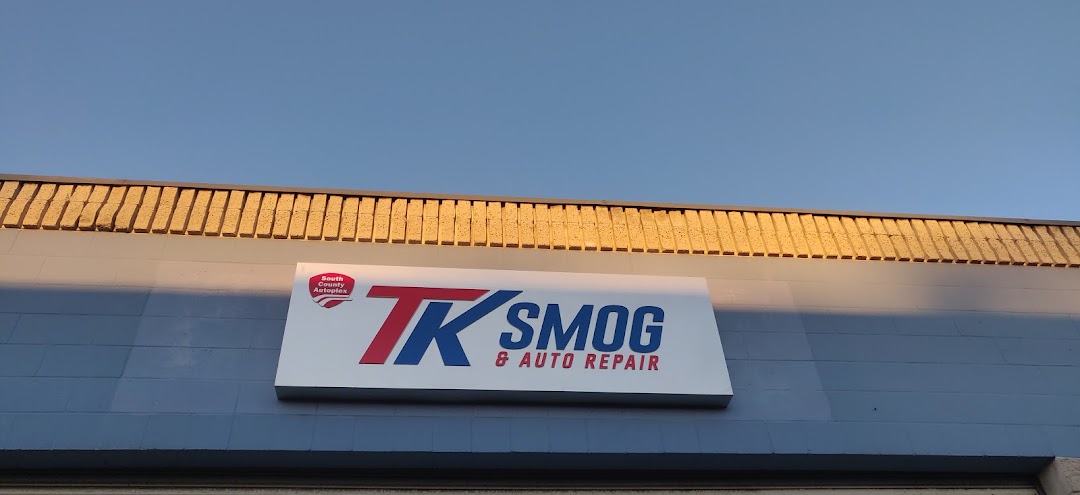 South
County
Autoplex
TK SMOG
& AUTO REPAIR